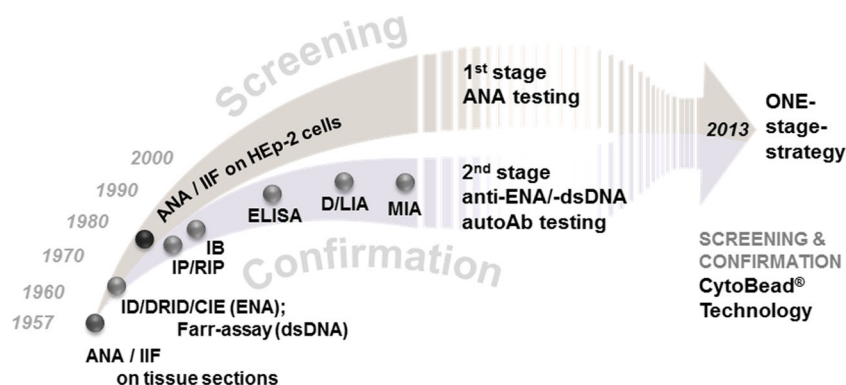 Screening
1st stage
ANA testing
ANA / IIF on HEp-2 cells
2013
ONE-
stage-
strategy
2000
1990
1980
1970
1960
1957
2nd stage
anti-ENA/-dsDNA
autoAb testing
ELISA
D/LIA
MIA
IB
IP/RIP
Confirmation
ID/DRID/CIE (ENA);
Farr-assay (dsDNA)
ANA / IIF
on tissue sections
SCREENING &
CONFIRMATION
CytoBead®
Technology